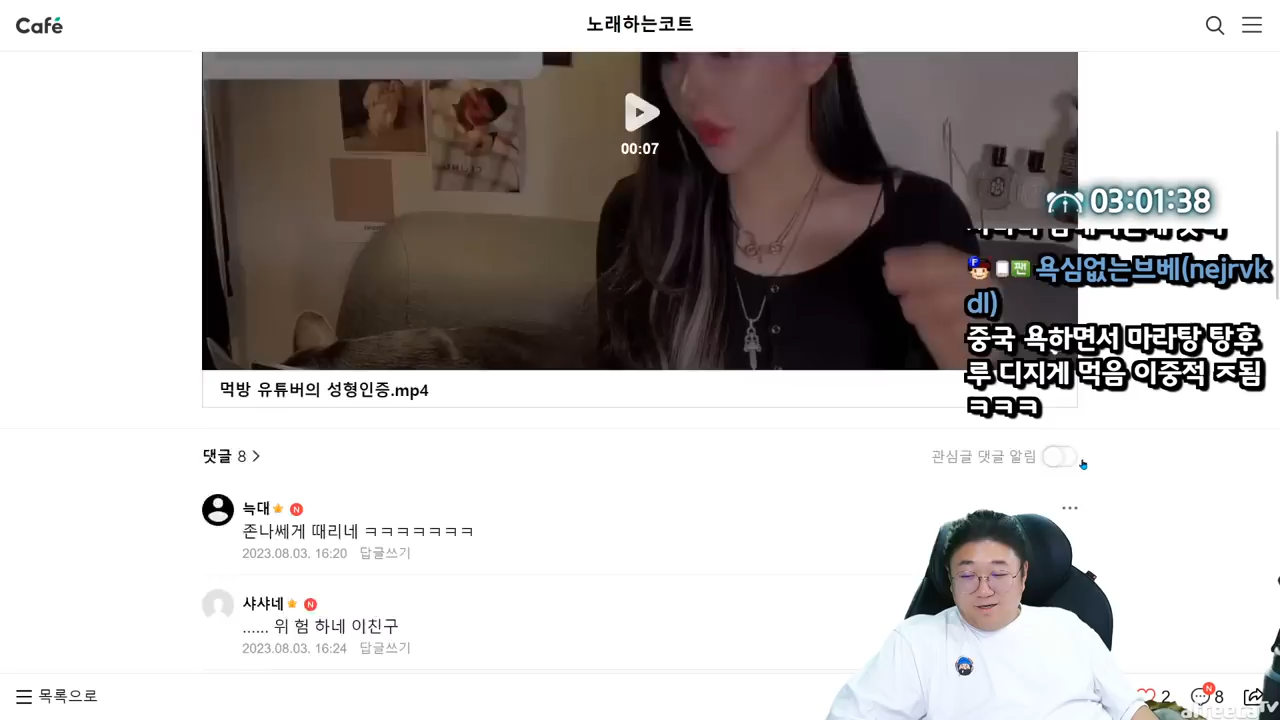 Café
노래하는코트
00:07
03:01:38
F
팬 욕심없는브베(nejrvk
dl)
중국 욕하면서 마라탕 탕후
루 디지게 먹음 이중적 ㅈ됨
ㅋㅋㅋ
먹방 유튜버의 성형인증.mp4
댓글 8
관심글 댓글 알림
늑대 N
존나쎄게 때리네 ㅋㅋㅋㅋㅋㅋㅋ
2023.08.03. 16:20 답글쓰기
샤샤네 N
...... 위 험 하네 이친구
2023.08.03. 16:24 답글쓰기
목록으로
2 N 8
afreecaTV